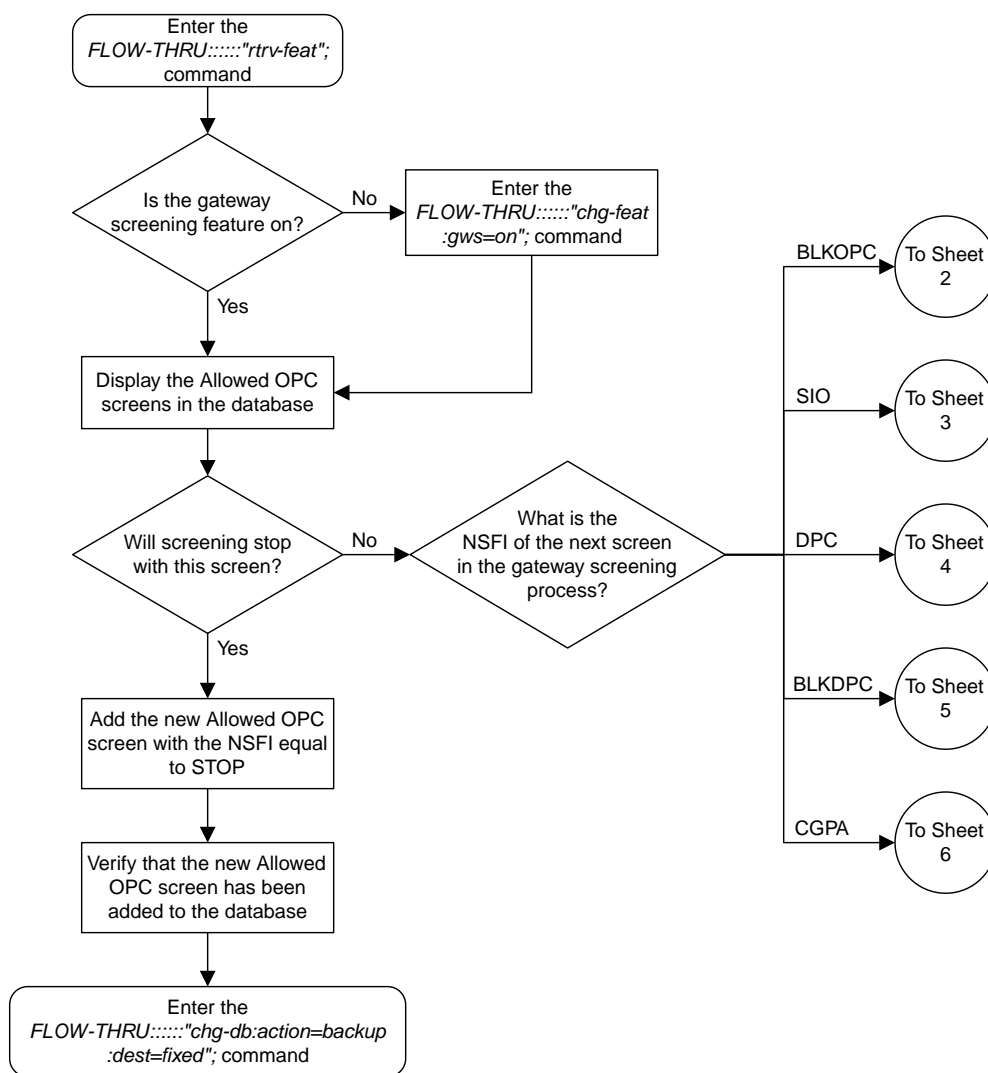 Enter the
FLOW-THRU::::::"rtrv-feat";
command
Is the gateway
screening feature on?
No
Enter the
FLOW-THRU::::::"chg-feat
:gws=on"; command
Yes
Display the Allowed OPC
screens in the database
Will screening stop
with this screen?
No
What is the
NSFI of the next screen
in the gateway screening
process?
BLKOPC
To Sheet
2
SIO
To Sheet
3
DPC
To Sheet
4
BLKDPC
To Sheet
5
CGPA
To Sheet
6
Yes
Add the new Allowed OPC
screen with the NSFI equal
to STOP
Verify that the new Allowed
OPC screen has been
added to the database
Enter the
FLOW-THRU::::::"chg-db:action=backup
:dest=fixed"; command